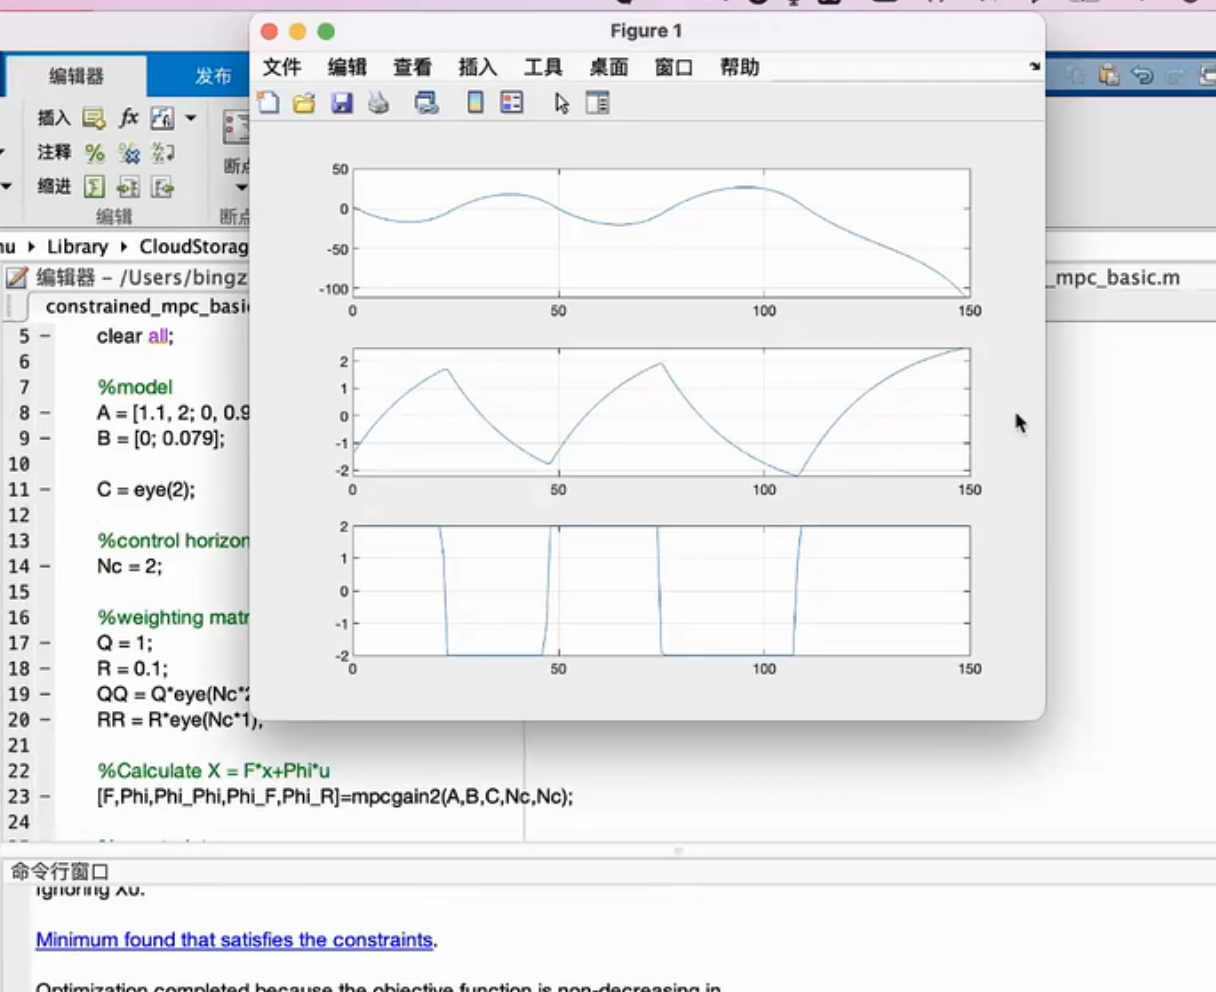 Figure 1
文件 编辑 查看 插入 工具 桌面 窗口 帮助
编辑器 发布
插入 fx
注释
缩进
断点
编辑 断点
nu ▸ Library ▸ CloudStorag
编辑器 – /Users/bingz _mpc_basic.m
constrained_mpc_basi
50
0
-50
-100
0 50 100 150
2
1
0
-1
-2
0 50 100 150
2
1
0
-1
-2
0 50 100 150
5 – clear all;
6
7 %model
8 – A = [1.1, 2; 0, 0.9
9 – B = [0; 0.079];
10
11 – C = eye(2);
12
13 %control horizon
14 – Nc = 2;
15
16 %weighting matr
17 – Q = 1;
18 – R = 0.1;
19 – QQ = Q*eye(Nc*2
20 – RR = R*eye(Nc*1);
21
22 %Calculate X = F*x+Phi*u
23 – [F,Phi,Phi_Phi,Phi_F,Phi_R]=mpcgain2(A,B,C,Nc,Nc);
24
命令行窗口
ignoring X0.
Minimum found that satisfies the constraints.
Optimization completed because the objective function is non-decreasing in